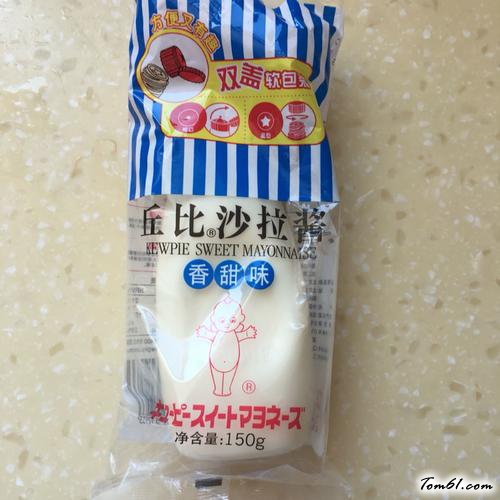 方便又有趣
双盖软包装
丘比®沙拉酱
KEWPIE SWEET MAYONNAISE
香甜味
®
キユーピースイートマヨネーズ
净含量:150g
Tom61.com